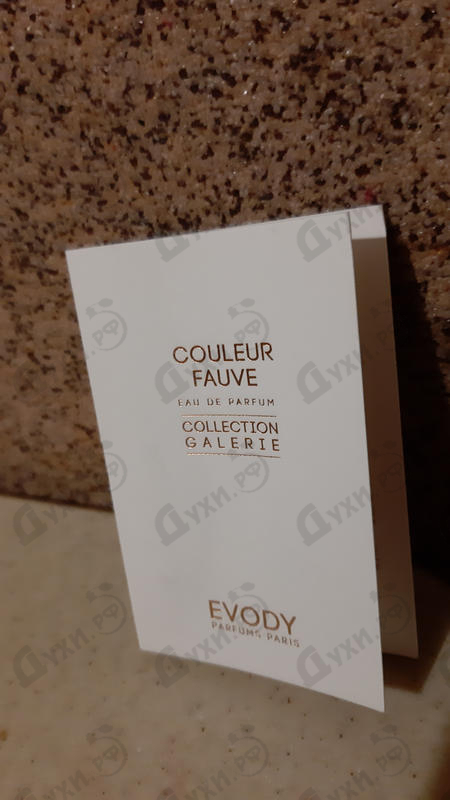 COULEUR
FAUVE
EAU DE PARFUM
COLLECTION
GALERIE
EVODY
PARFUMS PARIS
Духи.рф